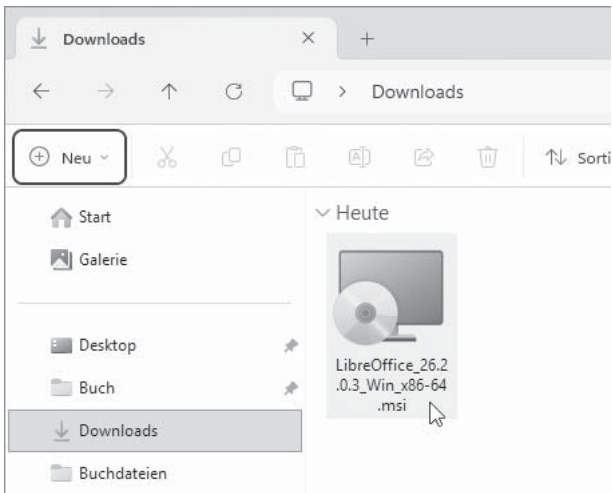 Downloads
Downloads
Neu
Sorti
Start
Galerie
Desktop
Buch
Downloads
Buchdateien
Heute
LibreOffice_26.2
.0.3_Win_x86-64
.msi